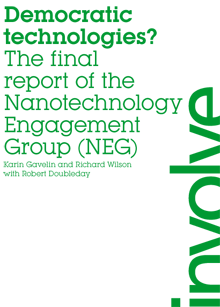 Democratic
technologies?
The final
report of the
Nanotechnology
Engagement
Group (NEG)
Karin Gavelin and Richard Wilson
with Robert Doubleday
involve